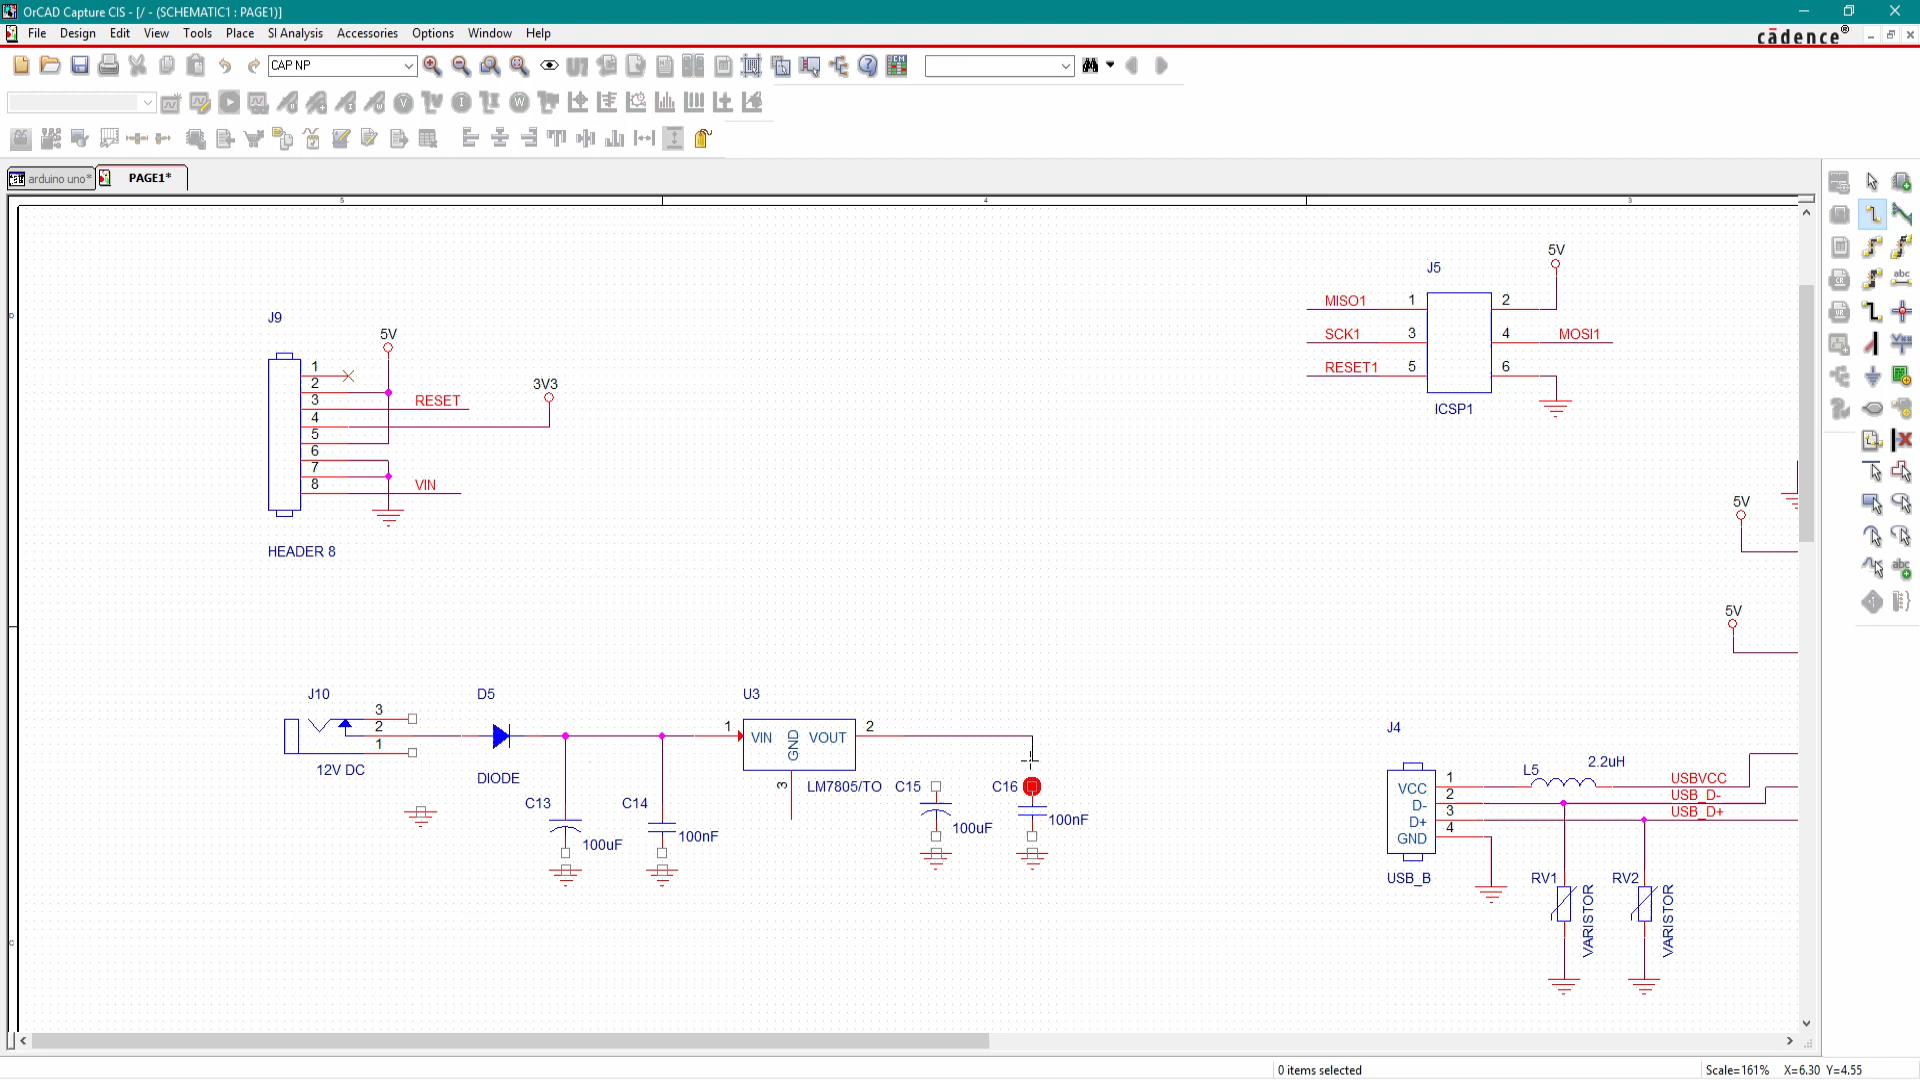 OrCAD Capture CIS - [/ - (SCHEMATIC1 : PAGE1)]
File Design Edit View Tools Place SI Analysis Accessories Options Window Help
cādence®
CAP NP
arduino uno*
PAGE1*
5 4 3
J9
5V
1
2
3
4
5
6
7
8
RESET
3V3
VIN
HEADER 8
J5
5V
MISO1 1 2
SCK1 3 4 MOSI1
RESET1 5 6
ICSP1
5V
5V
J10
3
2
1
12V DC
D5
DIODE
C13
100uF
C14
100nF
U3
1 VIN GND VOUT 2
3
LM7805/TO
C15
100uF
C16
100nF
J4
VCC 1
D- 2
D+ 3
GND 4
USB_B
L5
2.2uH
USBVCC
USB_D-
USB_D+
RV1
VARISTOR
RV2
VARISTOR
0 items selected
Scale=161% X=6.30 Y=4.55